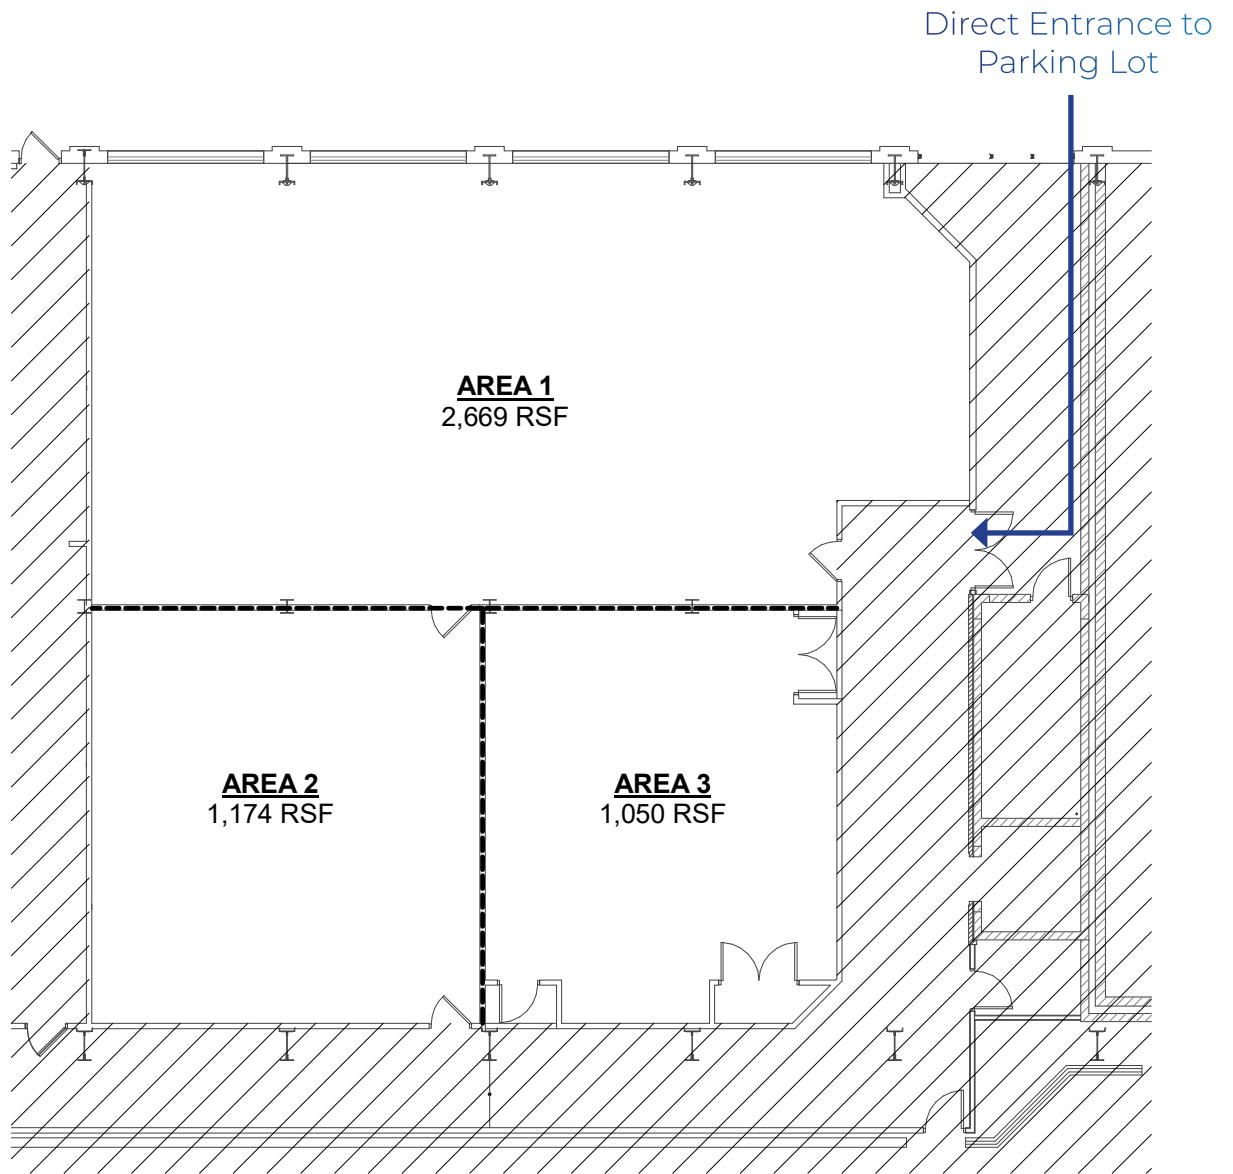 Direct Entrance to
Parking Lot
AREA 1
2,669 RSF
AREA 2
1,174 RSF
AREA 3
1,050 RSF